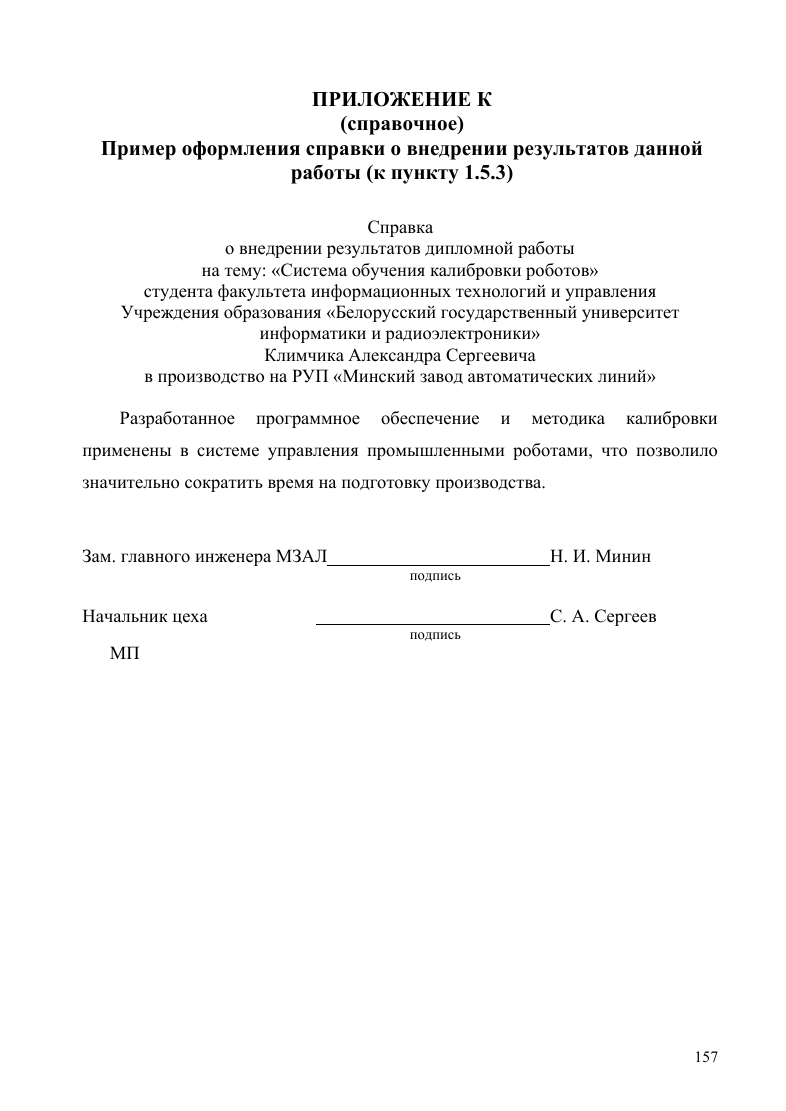 ПРИЛОЖЕНИЕ К
(справочное)
Пример оформления справки о внедрении результатов данной
работы (к пункту 1.5.3)
Справка
о внедрении результатов дипломной работы
на тему: «Система обучения калибровки роботов»
студента факультета информационных технологий и управления
Учреждения образования «Белорусский государственный университет
информатики и радиоэлектроники»
Климчика Александра Сергеевича
в производство на РУП «Минский завод автоматических линий»
Разработанное программное обеспечение и методика калибровки
применены в системе управления промышленными роботами, что позволило
значительно сократить время на подготовку производства.
Зам. главного инженера МЗАЛ_________________________Н. И. Минин
подпись
Начальник цеха __________________________С. А. Сергеев
подпись
МП
157